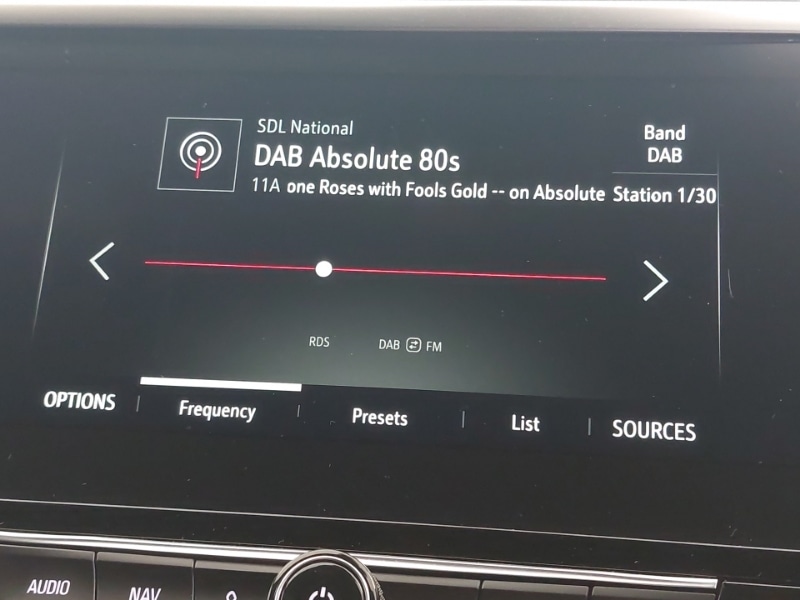 SDL National
DAB Absolute 80s
11A one Roses with Fools Gold -- on Absolute
Band
DAB
Station 1/30
RDS
DAB FM
OPTIONS
Frequency
Presets
List
SOURCES
AUDIO
NAV